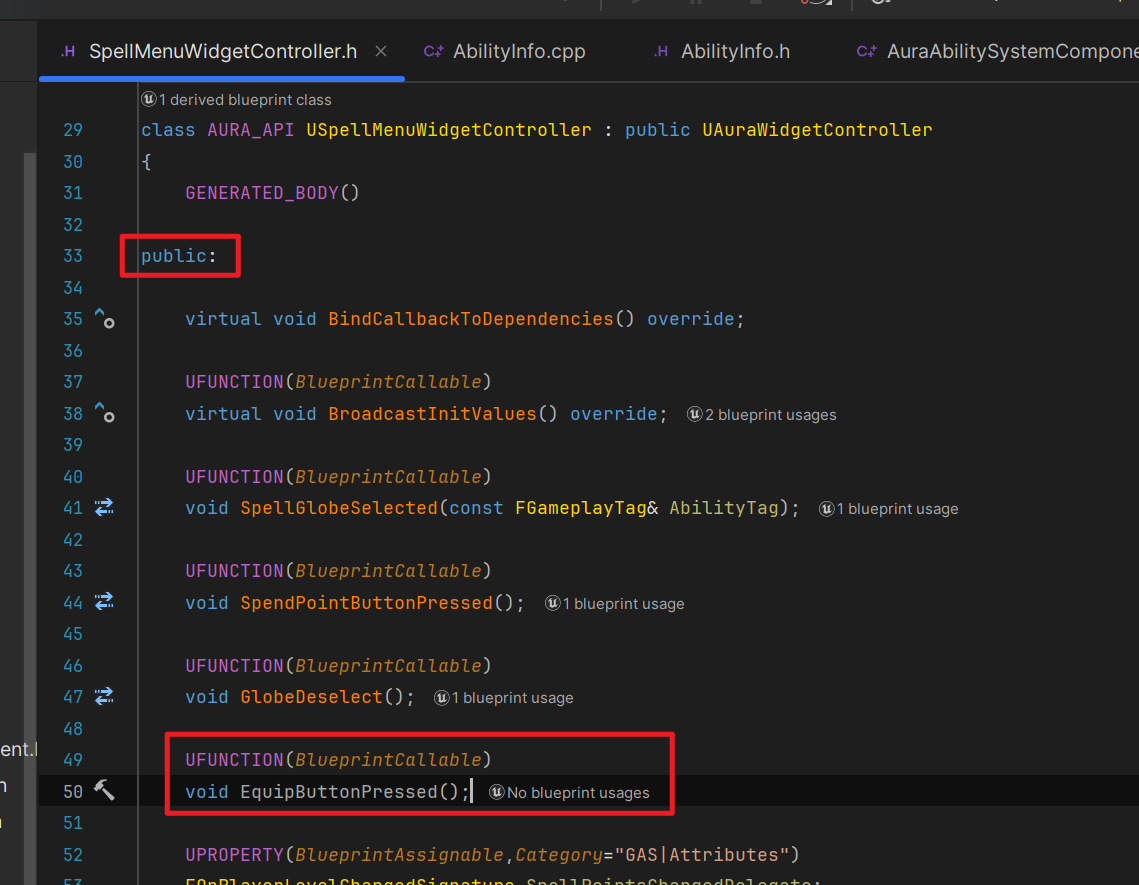 .H SpellMenuWidgetController.h × C++ AbilityInfo.cpp .H AbilityInfo.h C++ AuraAbilitySystemCompone
1 derived blueprint class
29 class AURA_API USpellMenuWidgetController : public UAuraWidgetController
30 {
31 GENERATED_BODY()
32
33 public:
34
35 virtual void BindCallbackToDependencies() override;
36
37 UFUNCTION(BlueprintCallable)
38 virtual void BroadcastInitValues() override; 2 blueprint usages
39
40 UFUNCTION(BlueprintCallable)
41 void SpellGlobeSelected(const FGameplayTag& AbilityTag); 1 blueprint usage
42
43 UFUNCTION(BlueprintCallable)
44 void SpendPointButtonPressed(); 1 blueprint usage
45
46 UFUNCTION(BlueprintCallable)
47 void GlobeDeselect(); 1 blueprint usage
48
49 UFUNCTION(BlueprintCallable)
ent.
50 void EquipButtonPressed(); No blueprint usages
51
52 UPROPERTY(BlueprintAssignable,Category="GAS|Attributes")
53 FOnPlayerLevelChangedSignature SpellPointsChangedDelegate;